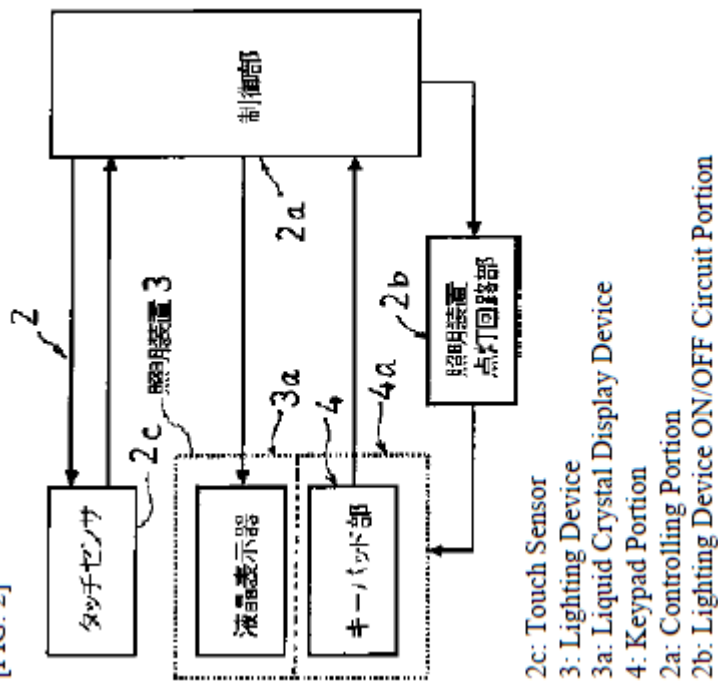 [FIG. 2]
2
制御部
タッチセンサ
2c
照明装置 3
2a
液晶表示器
3a
キーパッド部
4
4a
2b
照明装置
点灯回路部
2c: Touch Sensor
3: Lighting Device
3a: Liquid Crystal Display Device
4: Keypad Portion
2a: Controlling Portion
2b: Lighting Device ON/OFF Circuit Portion